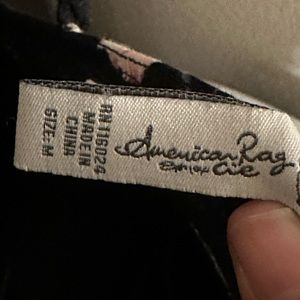 American Rag
cie
RN 116024
MADE IN
CHINA
SIZE: M